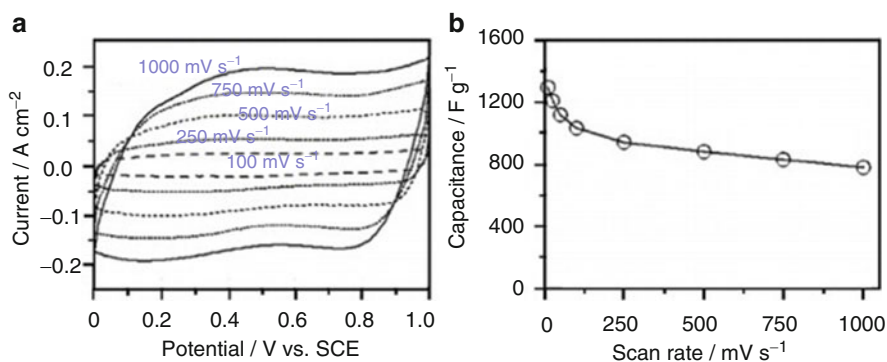 a
0.2
0.1
0.0
−0.1
−0.2
Current / A cm⁻²
1000 mV s⁻¹
750 mV s⁻¹
500 mV s⁻¹
250 mV s⁻¹
100 mV s⁻¹
0 0.2 0.4 0.6 0.8 1.0
Potential / V vs. SCE
b
1600
1200
800
400
0
Capacitance / F g⁻¹
0 250 500 750 1000
Scan rate / mV s⁻¹